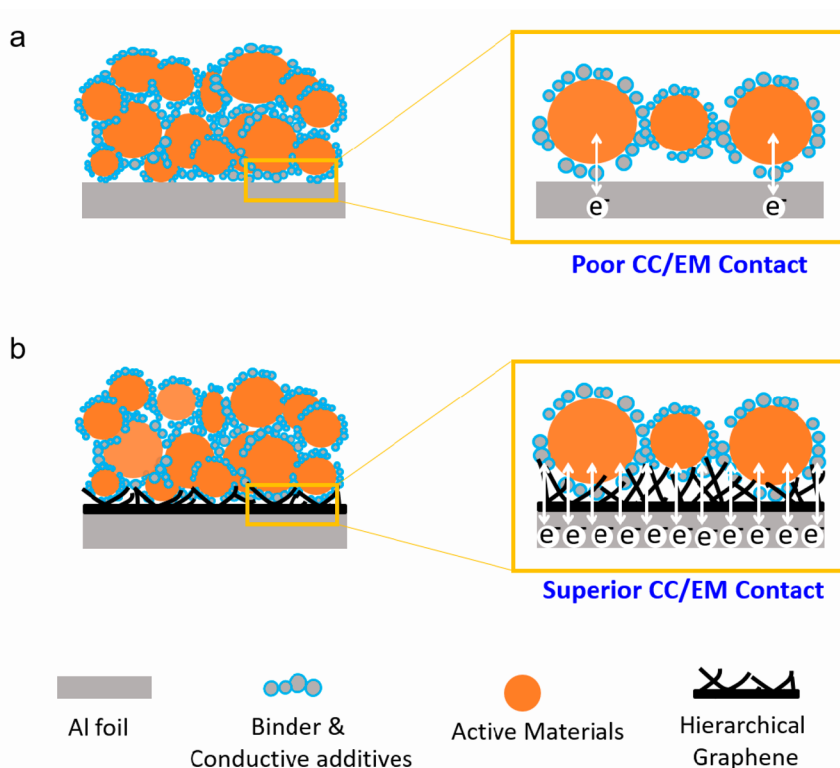 a
e⁻ e⁻
Poor CC/EM Contact
b
e⁻ e⁻ e⁻ e⁻ e⁻ e⁻ e⁻ e⁻ e⁻ e⁻ e⁻
Superior CC/EM Contact
Al foil
Binder &
Conductive additives
Active Materials
Hierarchical
Graphene